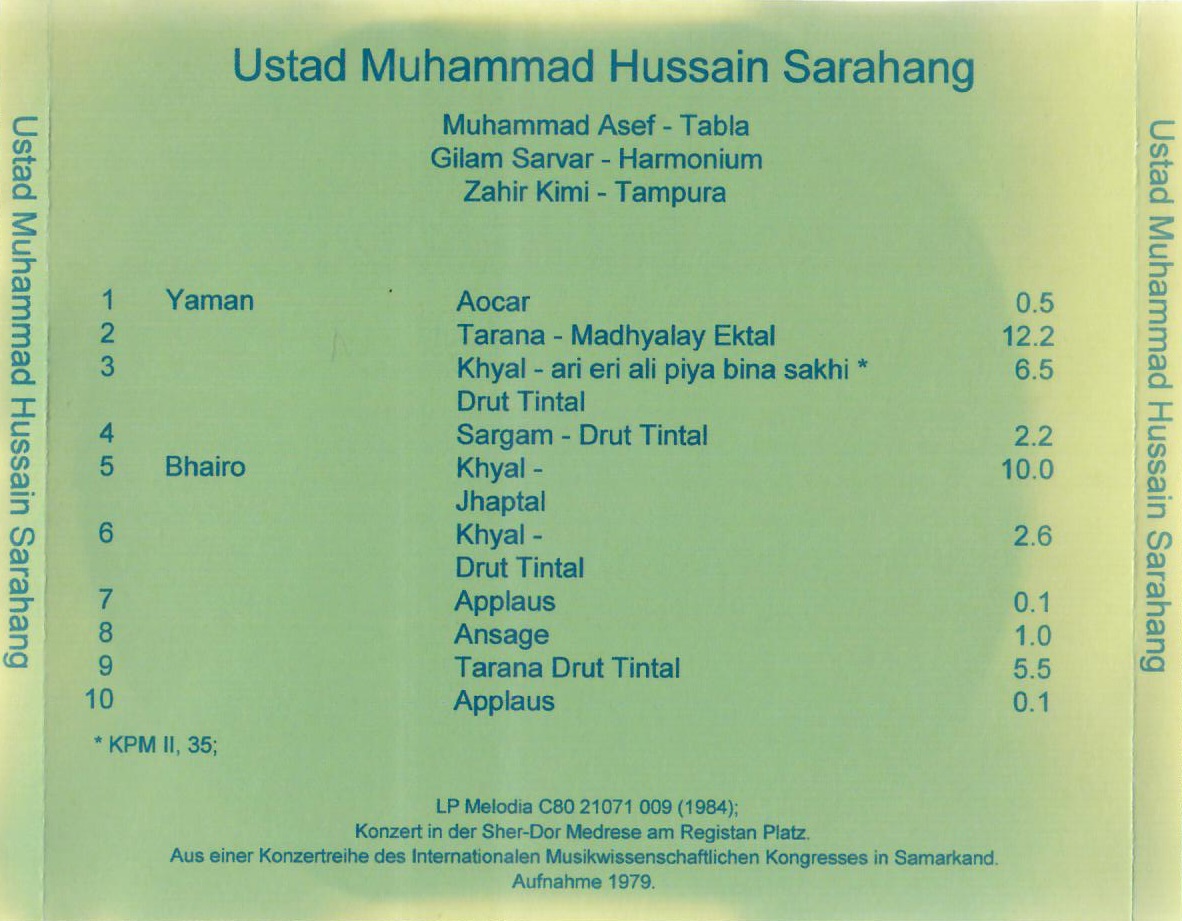 Ustad Muhammad Hussain Sarahang
Muhammad Asef - Tabla
Gilam Sarvar - Harmonium
Zahir Kimi - Tampura
1 Yaman Aocar 0.5
2 Tarana - Madhyalay Ektal 12.2
3 Khyal - ari eri ali piya bina sakhi * 6.5
Drut Tintal
4 Sargam - Drut Tintal 2.2
5 Bhairo Khyal - 10.0
Jhaptal
6 Khyal - 2.6
Drut Tintal
7 Applaus 0.1
8 Ansage 1.0
9 Tarana Drut Tintal 5.5
10 Applaus 0.1
* KPM II, 35;
LP Melodia C80 21071 009 (1984);
Konzert in der Sher-Dor Medrese am Registan Platz.
Aus einer Konzertreihe des Internationalen Musikwissenschaftlichen Kongresses in Samarkand.
Aufnahme 1979.
Ustad Muhammad Hussain Sarahang
Ustad Muhammad Hussain Sarahang